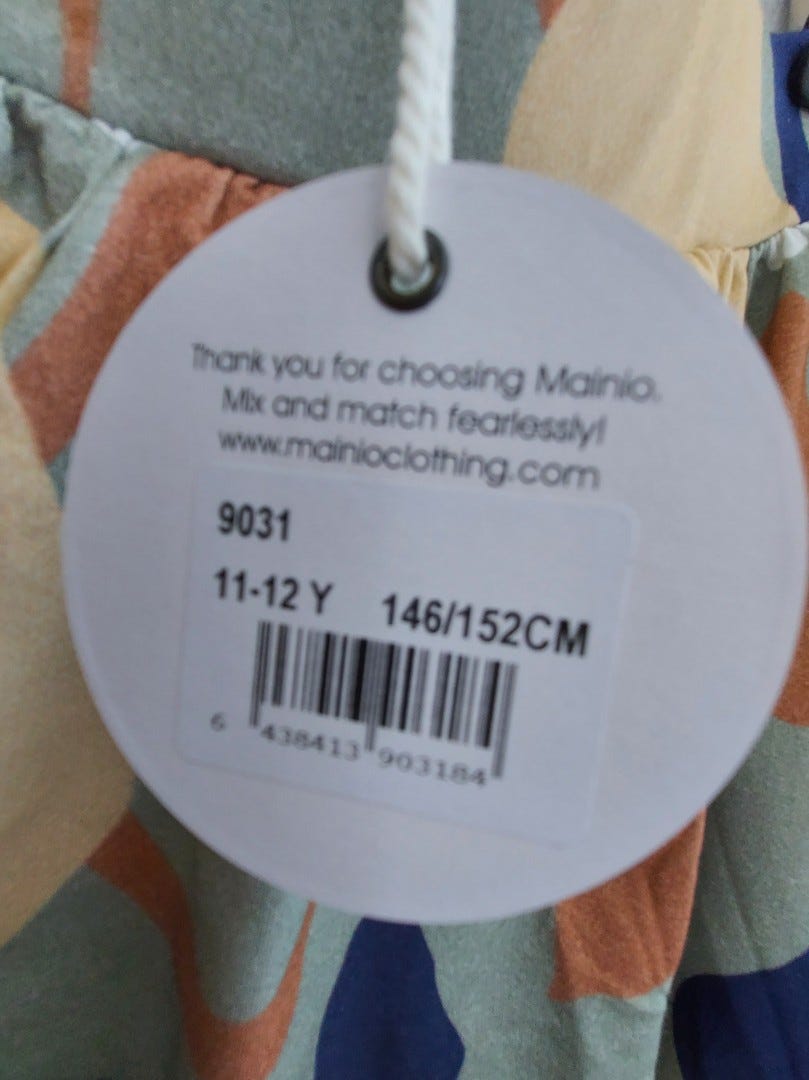 Thank you for choosing Mainio.
Mix and match fearlessly!
www.mainioclothing.com
9031
11-12 Y 146/152CM
6 438413 903184